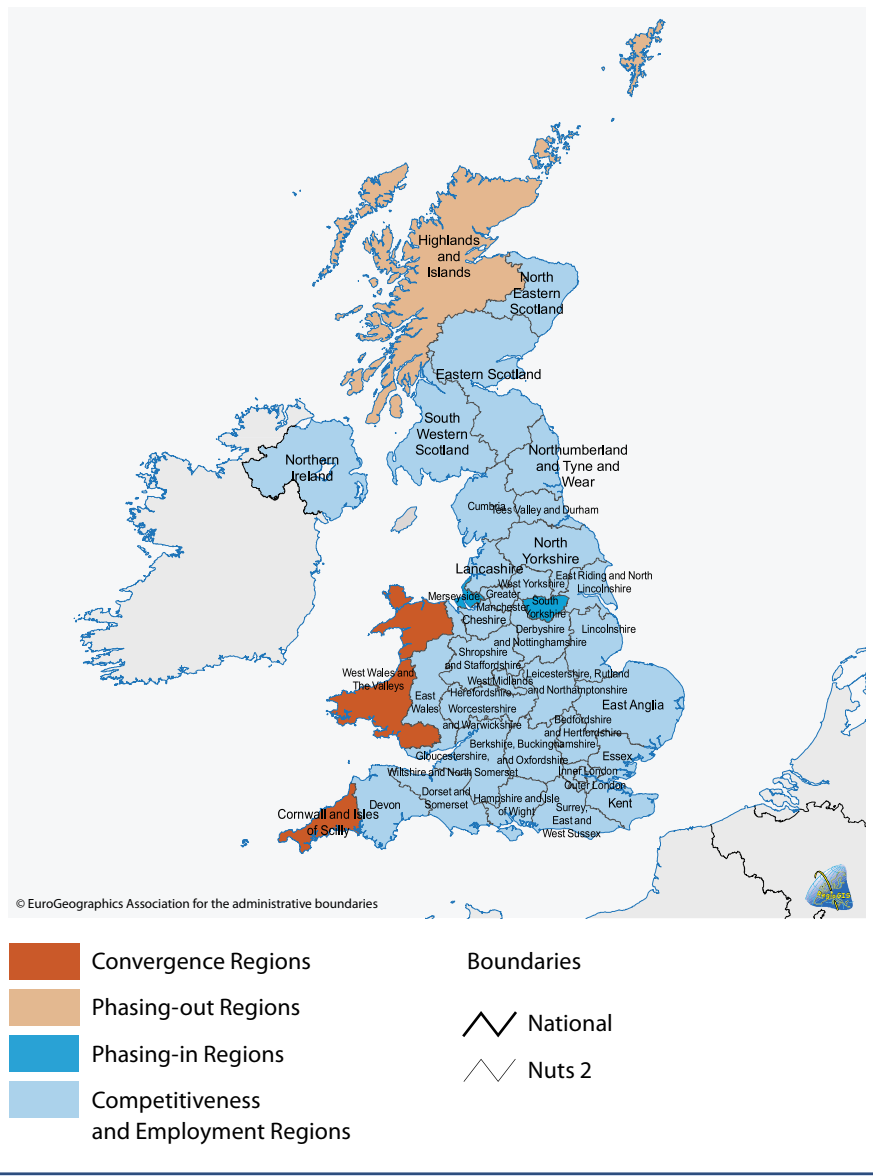 Highlands
and
Islands
North
Eastern
Scotland
Eastern Scotland
South
Western
Scotland
Northern
Ireland
Northumberland
and Tyne and
Wear
Cumbria
Tees Valley and Durham
North
Yorkshire
Lancashire
West Yorkshire
East Riding and North
Lincolnshire
Merseyside
Greater
Manchester
South
Yorkshire
Cheshire
Derbyshire
and Nottinghamshire
Lincolnshire
Shropshire
and Staffordshire
West Wales and
The Valleys
West Midlands
Leicestershire, Rutland
and Northamptonshire
East
Wales
Herefordshire,
Worcestershire
and Warwickshire
East Anglia
Bedfordshire
and Hertfordshire
Berkshire, Buckinghamshire,
and Oxfordshire
Essex
Gloucestershire,
Wiltshire and North Somerset
Inner London
Outer London
Cornwall and Isles
of Scilly
Devon
Dorset and
Somerset
Hampshire and Isle
of Wight
Surrey,
East and
West Sussex
Kent
© EuroGeographics Association for the administrative boundaries
Convergence Regions
Phasing-out Regions
Phasing-in Regions
Competitiveness
and Employment Regions
Boundaries
National
Nuts 2